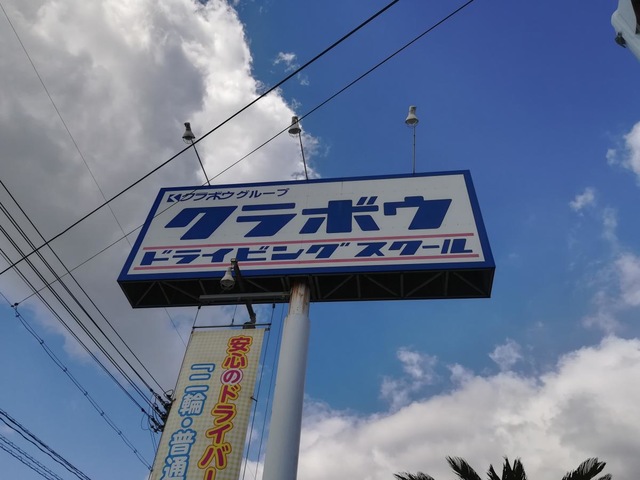 クラボウグループ
クラボウ
ドライビングスクール
安心のドライバー
二輪・普通